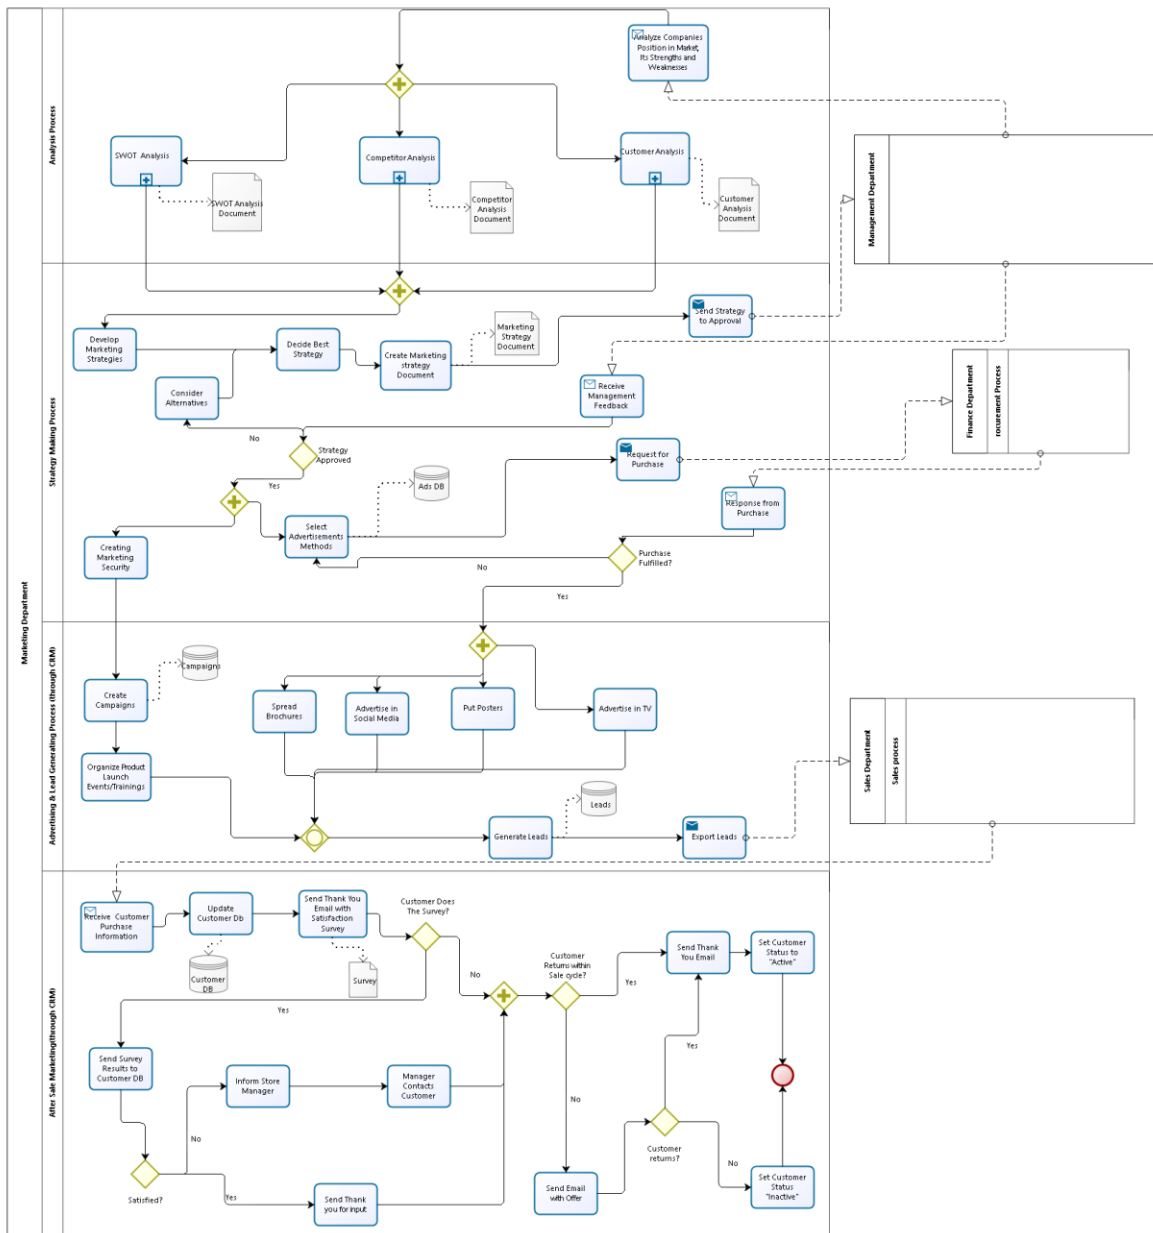 Marketing Department
Analysis Process
Analyze Companies
Position in Market,
Its Strengths and
Weaknesses
SWOT Analysis
SWOT Analysis
Document
Competitor Analysis
Competitor
Analysis
Document
Customer Analysis
Customer
Analysis
Document
Management Department
Strategy Making Process
Develop
Marketing
Strategies
Decide Best
Strategy
Create Marketing
strategy
Document
Marketing
Strategy
Document
Send Strategy
to Approval
Consider
Alternatives
Receive
Management
Feedback
No
Strategy
Approved
Yes
Finance Department
rocurement Process
Request for
Purchase
Ads DB
Response from
Purchase
Select
Advertisements
Methods
Creating
Marketing
Security
Purchase
Fulfilled?
No
Yes
Advertising & Lead Generating Process (through CRM)
Campaigns
Create
Campaigns
Spread
Brochures
Advertise in
Social Media
Put Posters
Advertise in TV
Organize Product
Launch
Events/Trainings
Leads
Generate Leads
Export Leads
Sales Department
Sales process
After Sale Marketing(through CRM)
Receive Customer
Purchase
Information
Update
Customer Db
Customer
DB
Send Thank You
Email with
Satisfaction
Survey
Survey
Customer Does
The Survey?
No
Yes
Customer
Returns within
Sale cycle?
Yes
No
Send Thank
You Email
Set Customer
Status to
"Active"
Send Survey
Results to
Customer DB
Inform Store
Manager
Manager
Contacts
Customer
Yes
No
Satisfied?
Yes
Send Thank
you for input
Send Email
with Offer
Customer
returns?
No
Set Customer
Status
"Inactive"